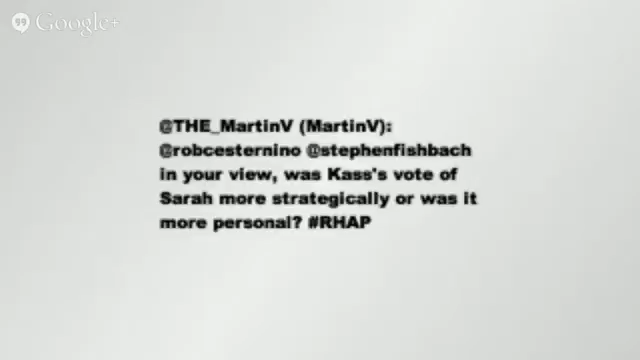 Google+
@THE_MartinV (MartinV):
@robcesternino @stephenfishbach
in your view, was Kass's vote of
Sarah more strategically or was it
more personal? #RHAP